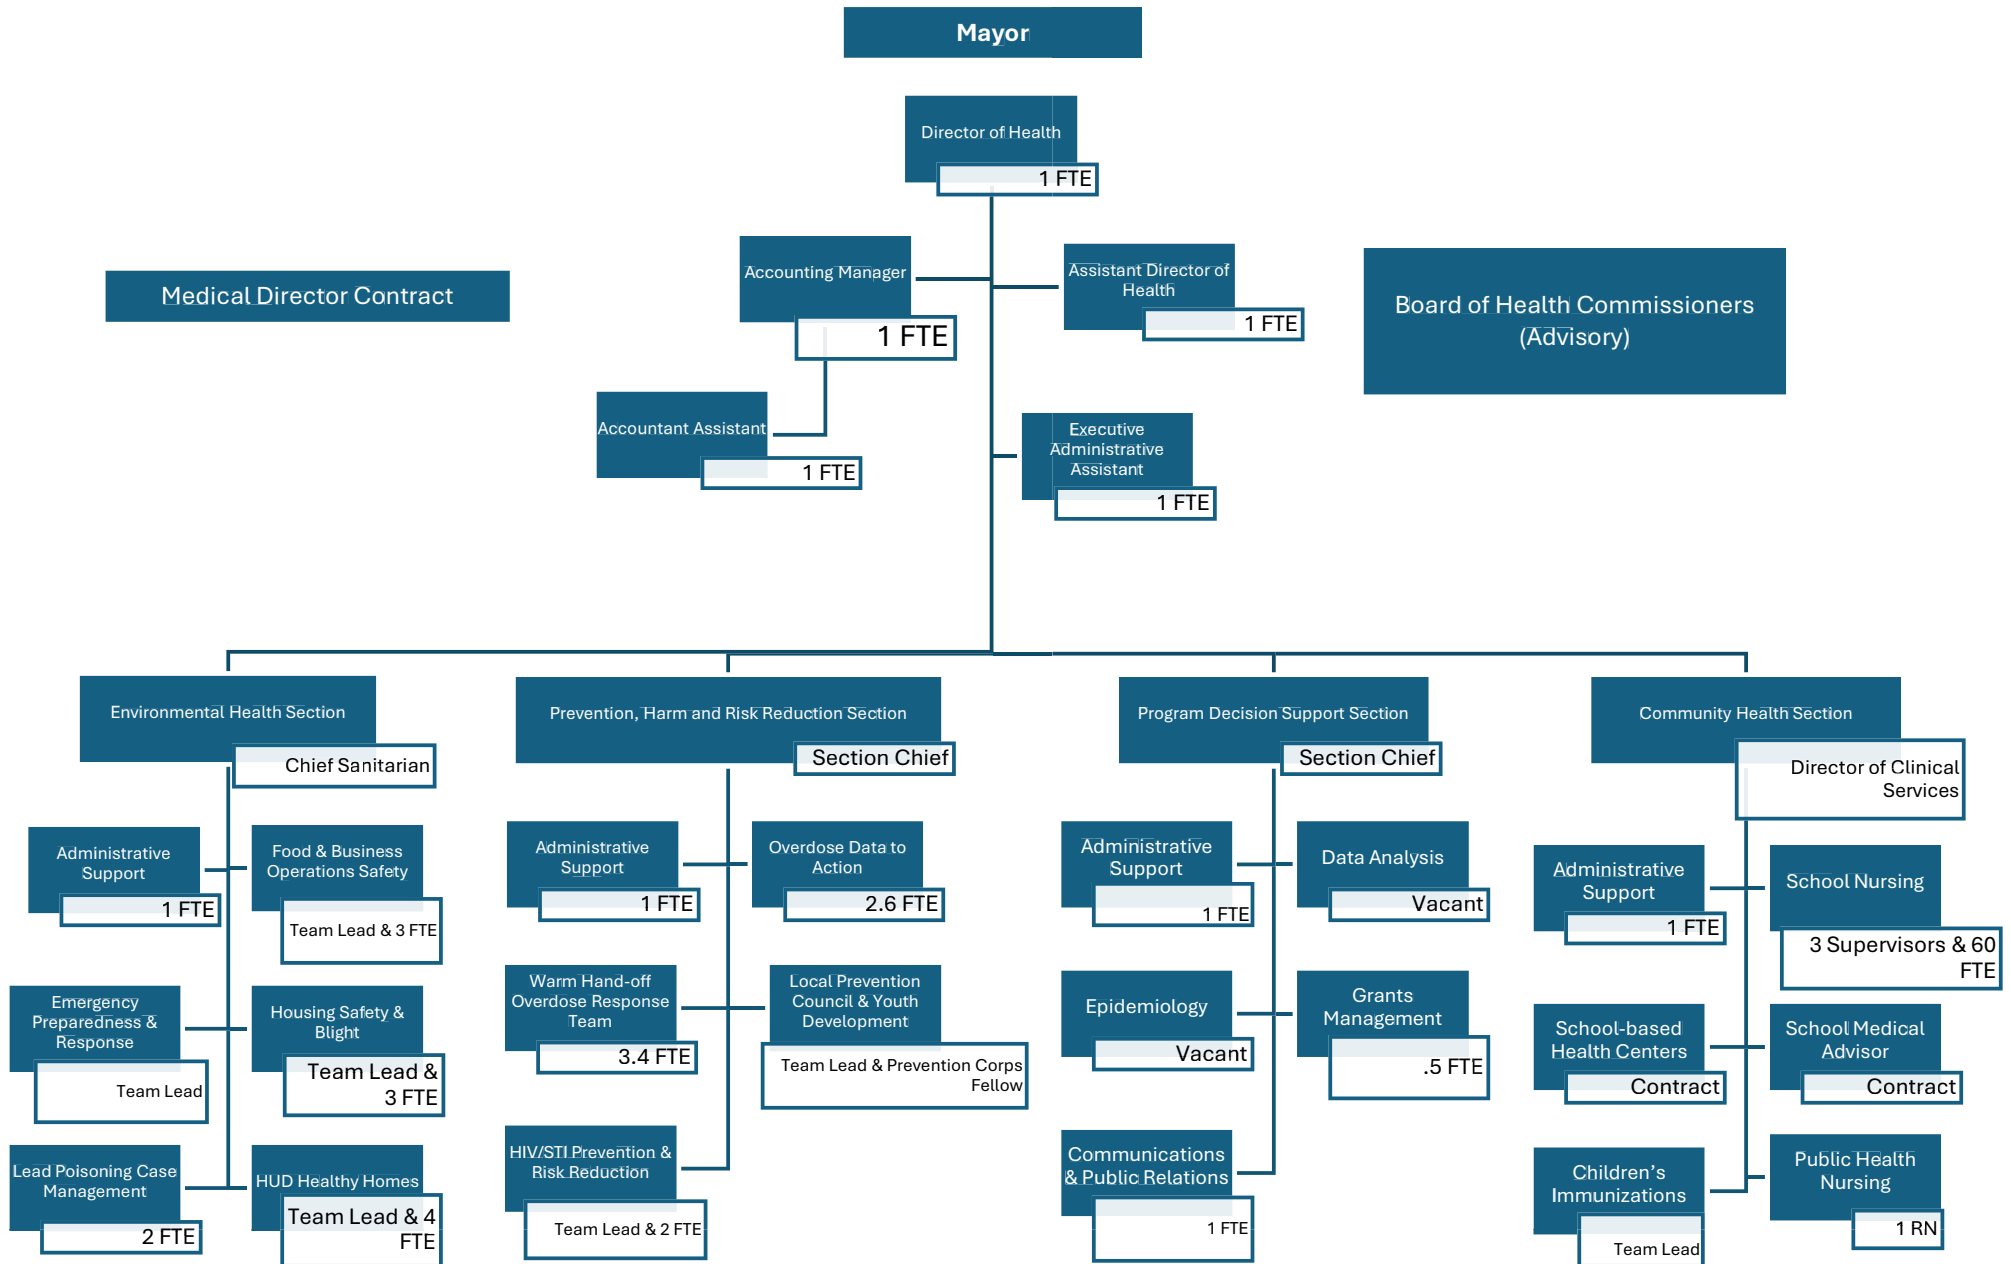 Mayor
Director of Health
1 FTE
Accounting Manager
1 FTE
Assistant Director of
Health
1 FTE
Medical Director Contract
Board of Health Commissioners
(Advisory)
Accountant Assistant
1 FTE
Executive
Administrative
Assistant
1 FTE
Environmental Health Section
Chief Sanitarian
Administrative
Support
1 FTE
Food & Business
Operations Safety
Team Lead & 3 FTE
Emergency
Preparedness &
Response
Team Lead
Housing Safety &
Blight
Team Lead &
3 FTE
Lead Poisoning Case
Management
2 FTE
HUD Healthy Homes
Team Lead & 4
FTE
Prevention, Harm and Risk Reduction Section
Section Chief
Administrative
Support
1 FTE
Overdose Data to
Action
2.6 FTE
Warm Hand-off
Overdose Response
Team
3.4 FTE
Local Prevention
Council & Youth
Development
Team Lead & Prevention Corps
Fellow
HIV/STI Prevention &
Risk Reduction
Team Lead & 2 FTE
Program Decision Support Section
Section Chief
Administrative
Support
1 FTE
Data Analysis
Vacant
Epidemiology
Vacant
Grants
Management
.5 FTE
Communications
& Public Relations
1 FTE
Community Health Section
Director of Clinical
Services
Administrative
Support
1 FTE
School Nursing
3 Supervisors & 60
FTE
School-based
Health Centers
Contract
School Medical
Advisor
Contract
Children's
Immunizations
Team Lead
Public Health
Nursing
1 RN